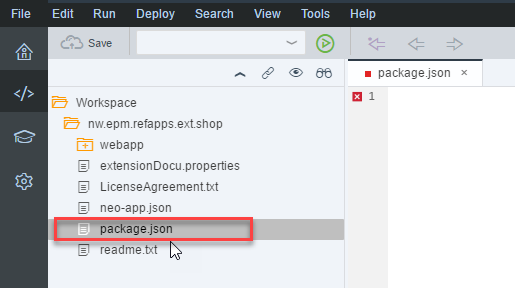 File Edit Run Deploy Search View Tools Help
Save
package.json ×
1
Workspace
nw.epm.refapps.ext.shop
webapp
extensionDocu.properties
LicenseAgreement.txt
neo-app.json
package.json
readme.txt